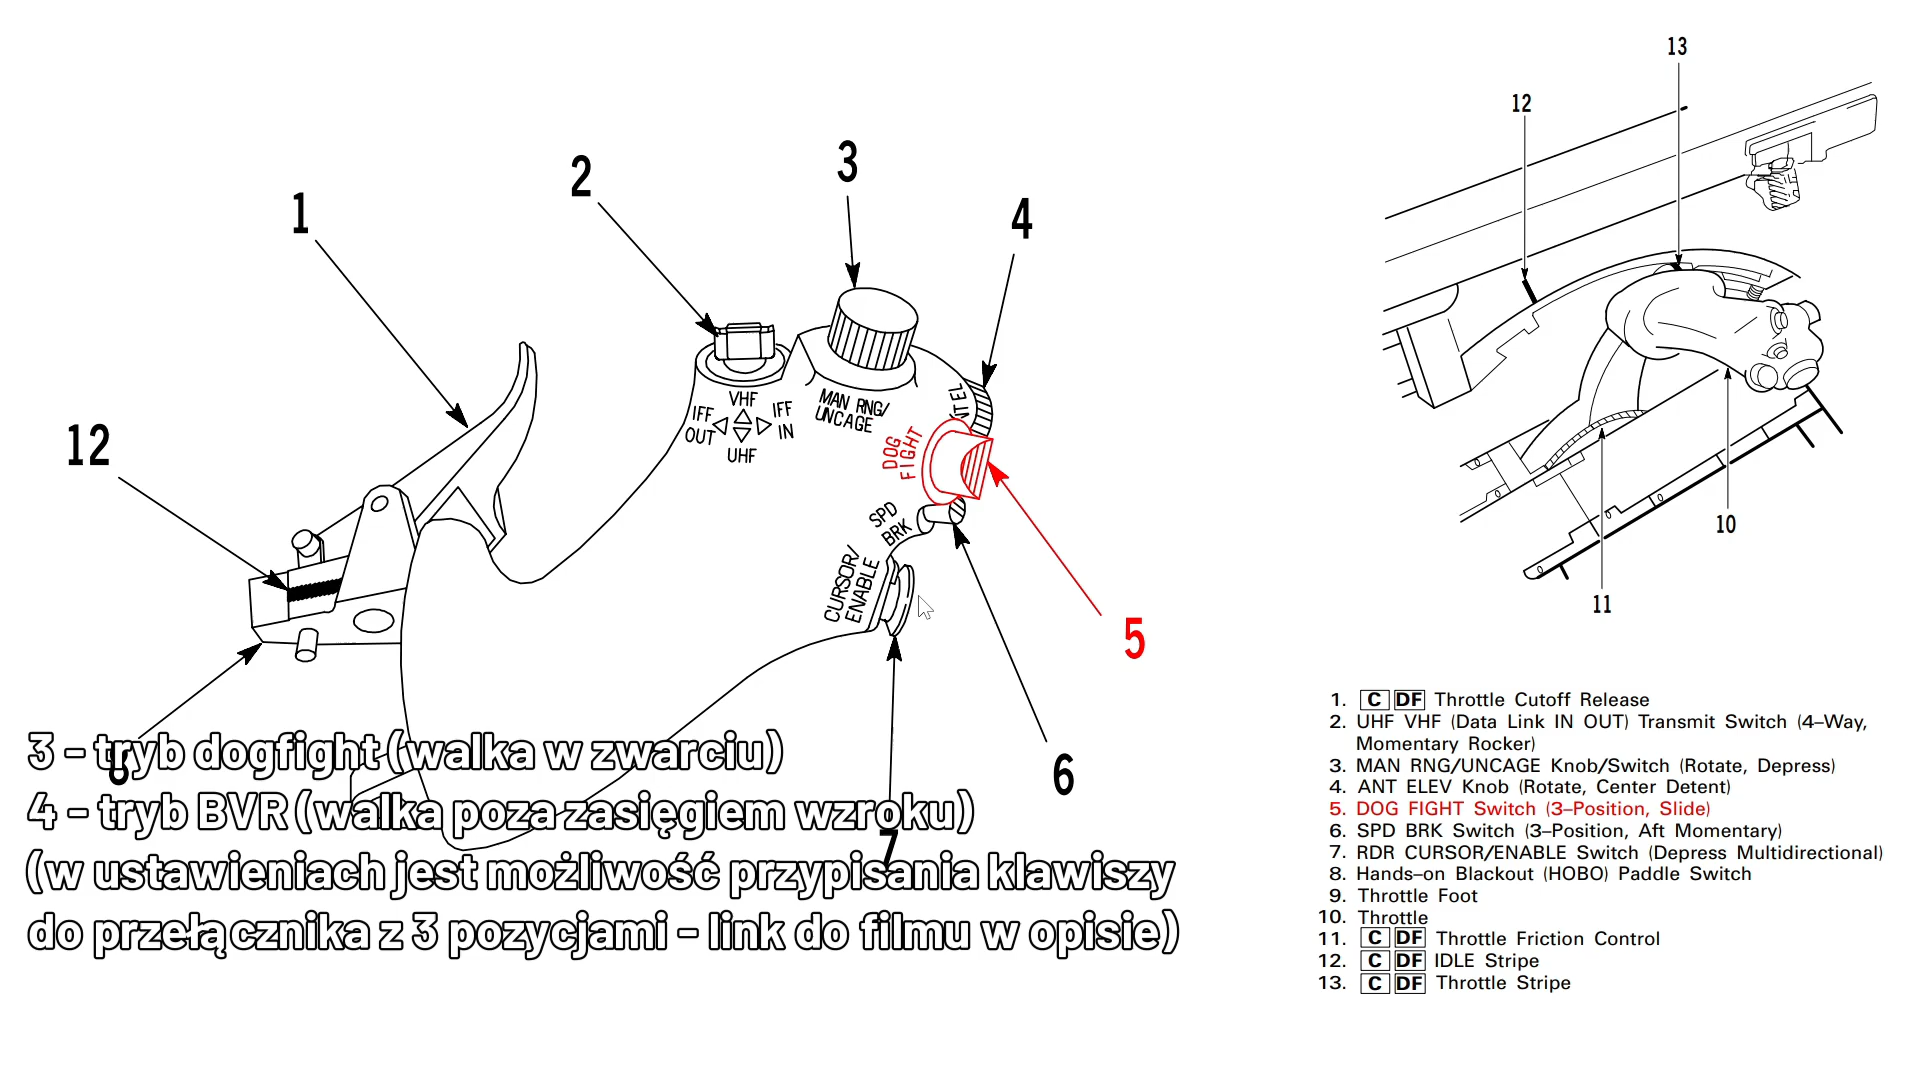 13
12
3
2
4
1
VHF
IFF
OUT
IFF
IN
UHF
MAN RNG/
UNCAGE
12
DOG
FIGHT
SPD
BRK
10
CURSOR/
ENABLE
11
5
1. C DF Throttle Cutoff Release
2. UHF VHF (Data Link IN OUT) Transmit Switch (4–Way,
Momentary Rocker)
3. MAN RNG/UNCAGE Knob/Switch (Rotate, Depress)
4. ANT ELEV Knob (Rotate, Center Detent)
5. DOG FIGHT Switch (3–Position, Slide)
6. SPD BRK Switch (3–Position, Aft Momentary)
7. RDR CURSOR/ENABLE Switch (Depress Multidirectional)
8. Hands–on Blackout (HOBO) Paddle Switch
9. Throttle Foot
10. Throttle
11. C DF Throttle Friction Control
12. C DF IDLE Stripe
13. C DF Throttle Stripe
6
7
3 - tryb dogfight (walka w zwarciu)
4 - tryb BVR (walka poza zasięgiem wzroku)
(w ustawieniach jest możliwość przypisania klawiszy
do przełącznika z 3 pozycjami - link do filmu w opisie)